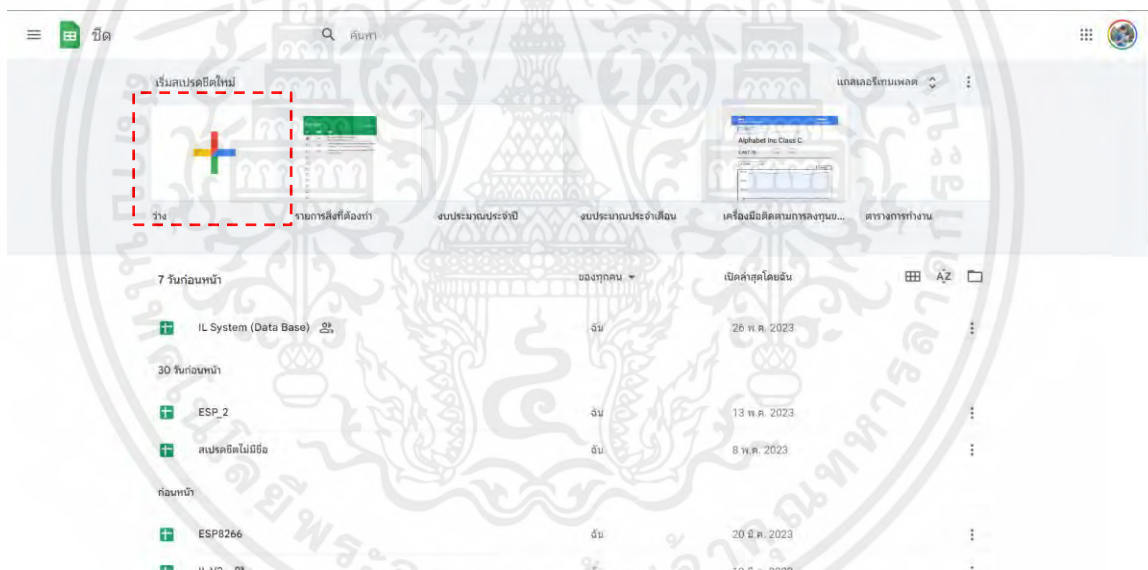 ชีต
ค้นหา
เริ่มสเปรดชีตใหม่
แกลเลอรีเทมเพลต
Alphabet Inc Class C
ว่าง
รายการสิ่งที่ต้องทำ
งบประมาณประจำปี
งบประมาณประจำเดือน
เครื่องมือติดตามการลงทุนข...
ตารางการทำงาน
7 วันก่อนหน้า
ของทุกคน
เปิดล่าสุดโดยฉัน
AZ
IL System (Data Base)
ฉัน
26 พ.ค. 2023
30 วันก่อนหน้า
ESP_2
ฉัน
13 พ.ค. 2023
สเปรดชีตไม่มีชื่อ
ฉัน
8 พ.ค. 2023
ก่อนหน้า
ESP8266
ฉัน
20 มี.ค. 2023